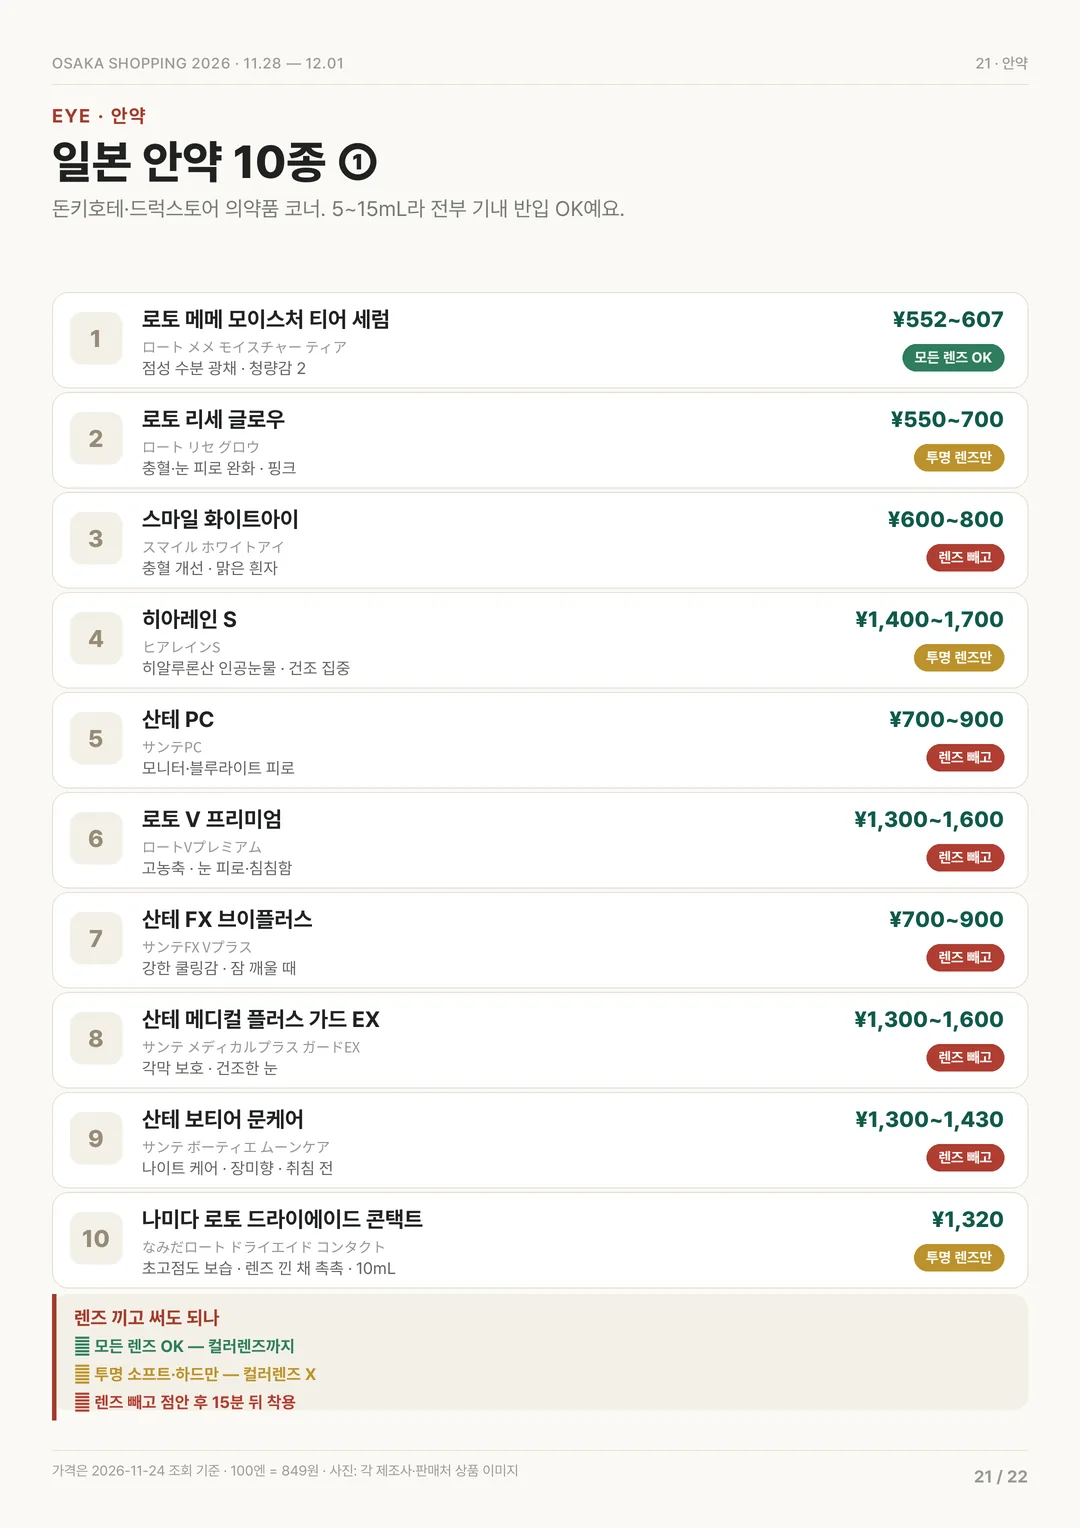 OSAKA SHOPPING 2026 · 11.28 — 12.01
21 · 안약
EYE · 안약
일본 안약 10종 ①
돈키호테·드럭스토어 의약품 코너. 5~15mL라 전부 기내 반입 OK예요.
1
로토 메메 모이스처 티어 세럼
ロート メメ モイスチャー ティア
점성 수분 광채 · 청량감 2
¥552~607
모든 렌즈 OK
2
로토 리세 글로우
ロート リセ グロウ
충혈·눈 피로 완화 · 핑크
¥550~700
투명 렌즈만
3
스마일 화이트아이
スマイル ホワイトアイ
충혈 개선 · 맑은 흰자
¥600~800
렌즈 빼고
4
히아레인 S
ヒアレインS
히알루론산 인공눈물 · 건조 집중
¥1,400~1,700
투명 렌즈만
5
산테 PC
サンテPC
모니터·블루라이트 피로
¥700~900
렌즈 빼고
6
로토 V 프리미엄
ロートVプレミアム
고농축 · 눈 피로·침침함
¥1,300~1,600
렌즈 빼고
7
산테 FX 브이플러스
サンテFX Vプラス
강한 쿨링감 · 잠 깨울 때
¥700~900
렌즈 빼고
8
산테 메디컬 플러스 가드 EX
サンテ メディカルプラス ガードEX
각막 보호 · 건조한 눈
¥1,300~1,600
렌즈 빼고
9
산테 보티어 문케어
サンテ ボーティエ ムーンケア
나이트 케어 · 장미향 · 취침 전
¥1,300~1,430
렌즈 빼고
10
나미다 로토 드라이에이드 콘택트
なみだロート ドライエイド コンタクト
초고점도 보습 · 렌즈 낀 채 촉촉 · 10mL
¥1,320
투명 렌즈만
렌즈 끼고 써도 되나
모든 렌즈 OK — 컬러렌즈까지
투명 소프트·하드만 — 컬러렌즈 X
렌즈 빼고 점안 후 15분 뒤 착용
가격은 2026-11-24 조회 기준 · 100엔 = 849원 · 사진: 각 제조사·판매처 상품 이미지
21 / 22